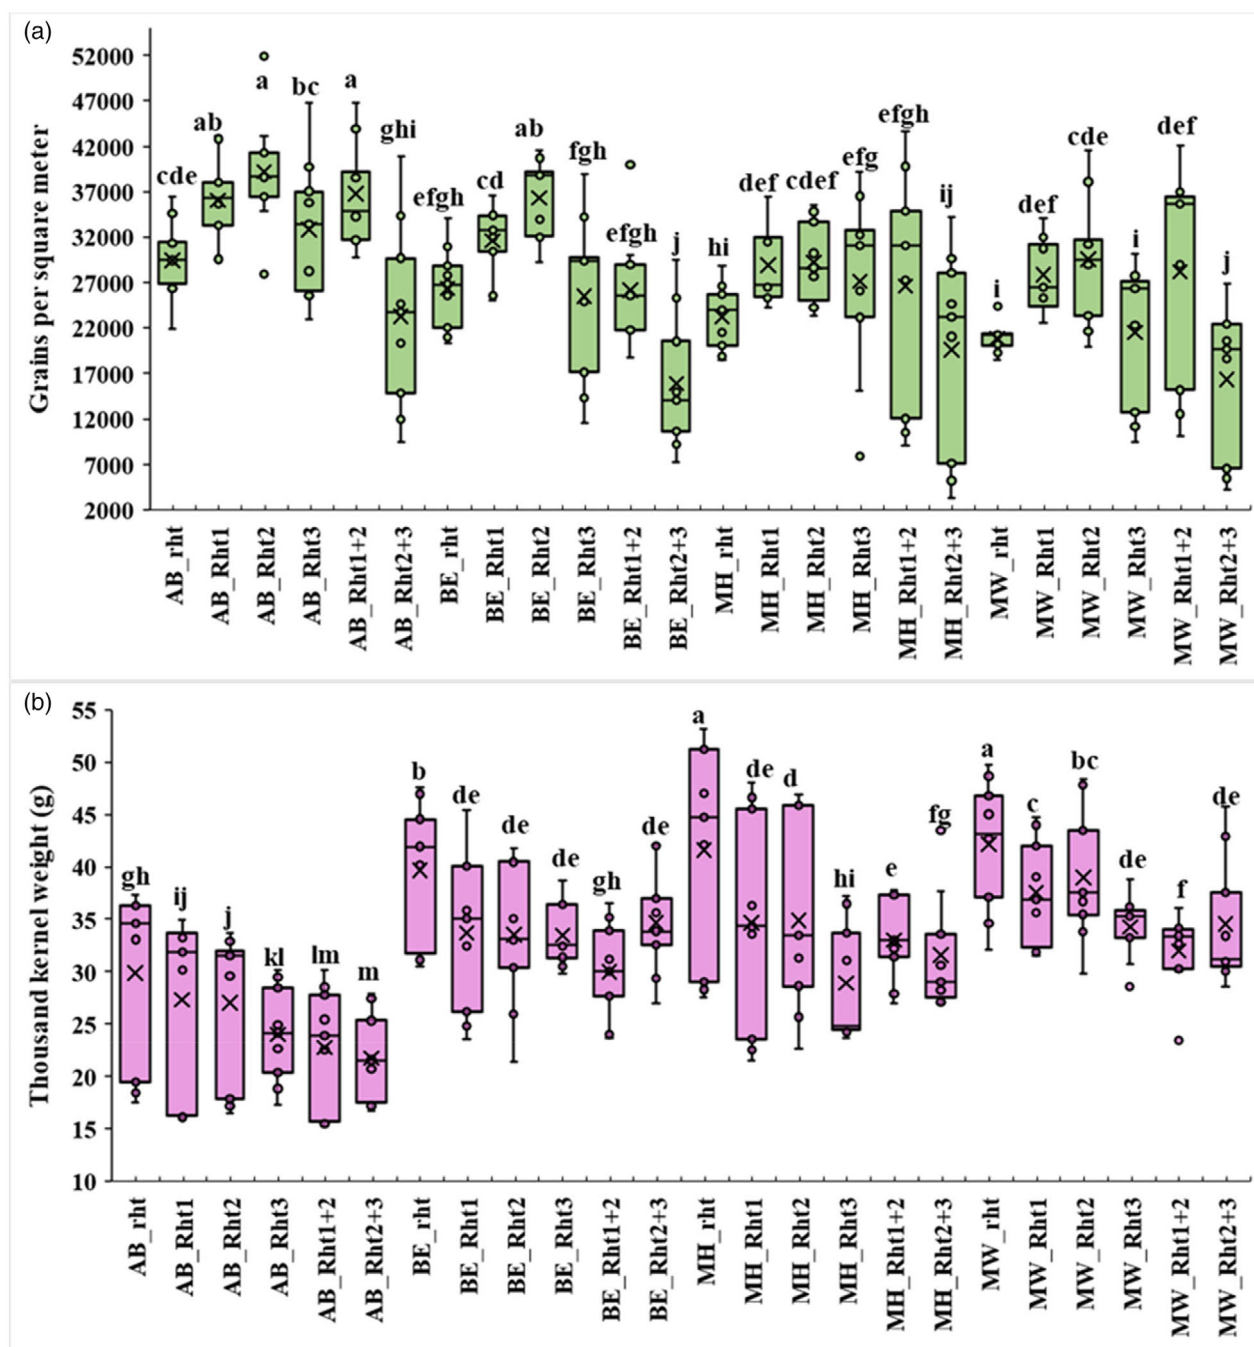 (a)
Grains per square meter
52000
47000
42000
37000
32000
27000
22000
17000
12000
7000
2000
cde
ab
a
bc
a
ghi
efgh
cd
ab
fgh
efgh
j
hi
def
cdef
efg
efgh
ij
i
def
cde
i
def
j
AB_rht
AB_Rht1
AB_Rht2
AB_Rht3
AB_Rht1+2
AB_Rht2+3
BE_rht
BE_Rht1
BE_Rht2
BE_Rht3
BE_Rht1+2
BE_Rht2+3
MH_rht
MH_Rht1
MH_Rht2
MH_Rht3
MH_Rht1+2
MH_Rht2+3
MW_rht
MW_Rht1
MW_Rht2
MW_Rht3
MW_Rht1+2
MW_Rht2+3
(b)
Thousand kernel weight (g)
55
50
45
40
35
30
25
20
15
10
gh
ij
j
kl
lm
m
b
de
de
de
gh
de
a
de
d
hi
e
fg
a
c
bc
de
f
de
AB_rht
AB_Rht1
AB_Rht2
AB_Rht3
AB_Rht1+2
AB_Rht2+3
BE_rht
BE_Rht1
BE_Rht2
BE_Rht3
BE_Rht1+2
BE_Rht2+3
MH_rht
MH_Rht1
MH_Rht2
MH_Rht3
MH_Rht1+2
MH_Rht2+3
MW_rht
MW_Rht1
MW_Rht2
MW_Rht3
MW_Rht1+2
MW_Rht2+3